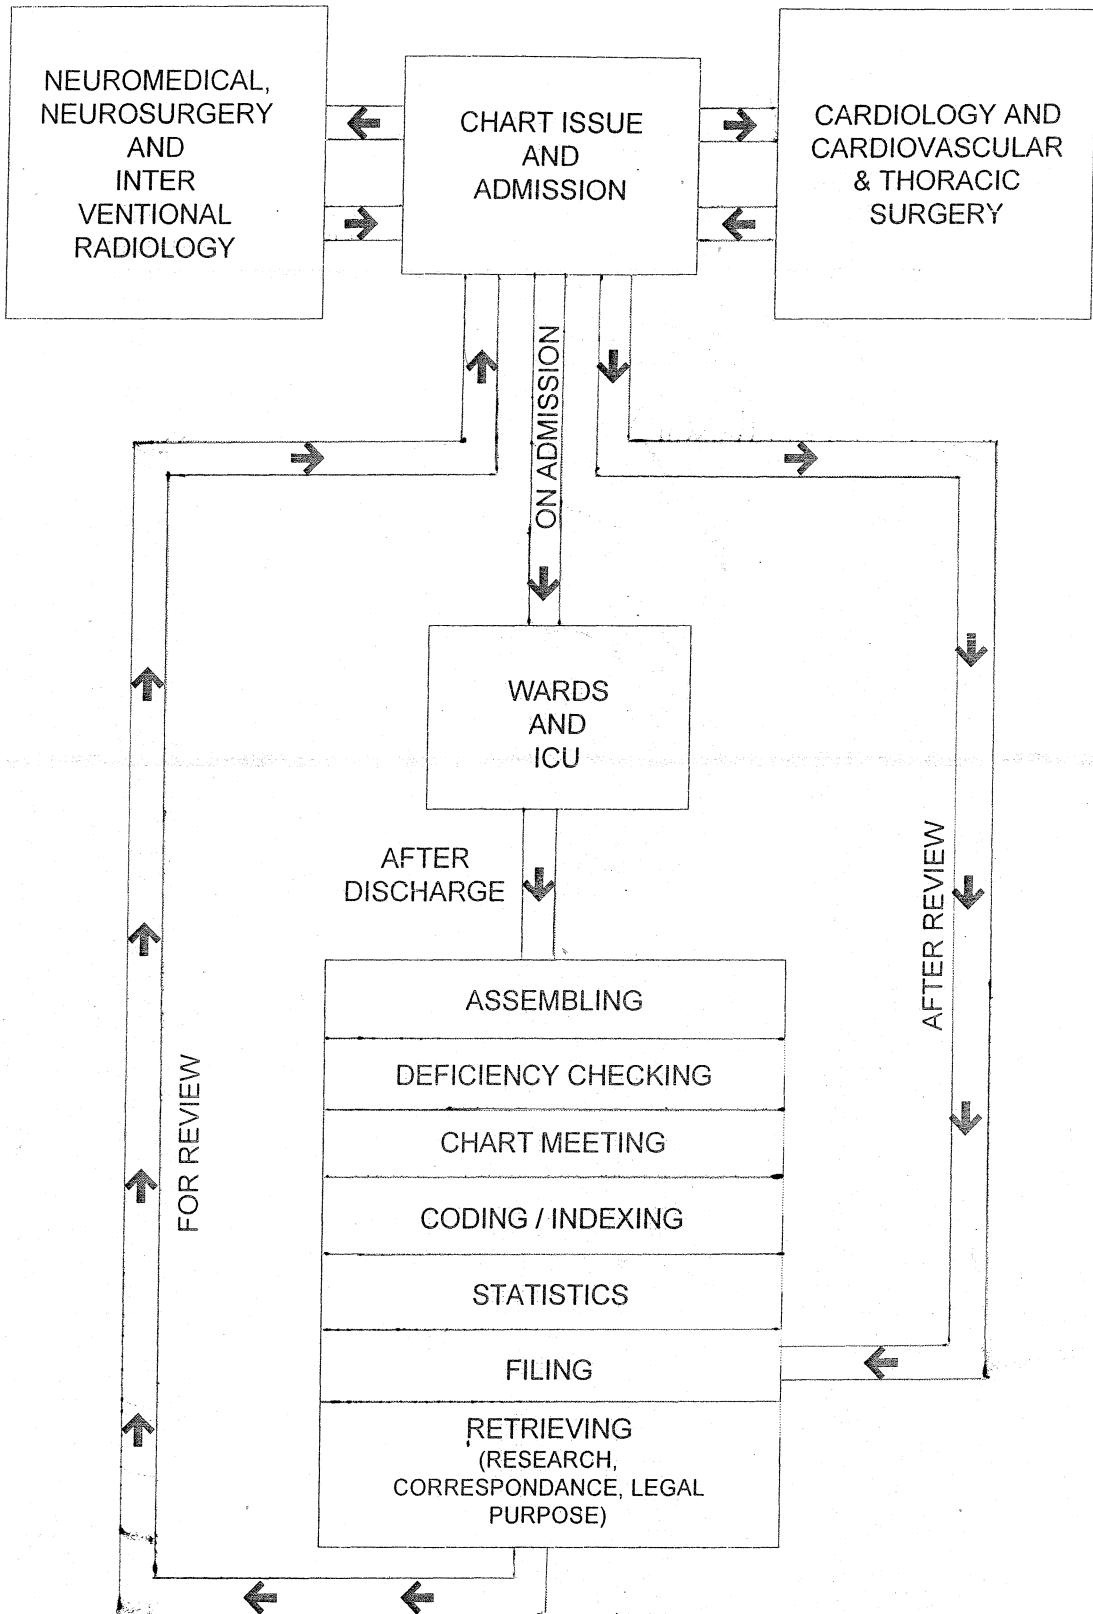 NEUROMEDICAL,
NEUROSURGERY
AND
INTER
VENTIONAL
RADIOLOGY
CHART ISSUE
AND
ADMISSION
CARDIOLOGY AND
CARDIOVASCULAR
& THORACIC
SURGERY
ON ADMISSION
WARDS
AND
ICU
AFTER
DISCHARGE
AFTER REVIEW
FOR REVIEW
ASSEMBLING
DEFICIENCY CHECKING
CHART MEETING
CODING / INDEXING
STATISTICS
FILING
RETRIEVING
(RESEARCH,
CORRESPONDANCE, LEGAL
PURPOSE)